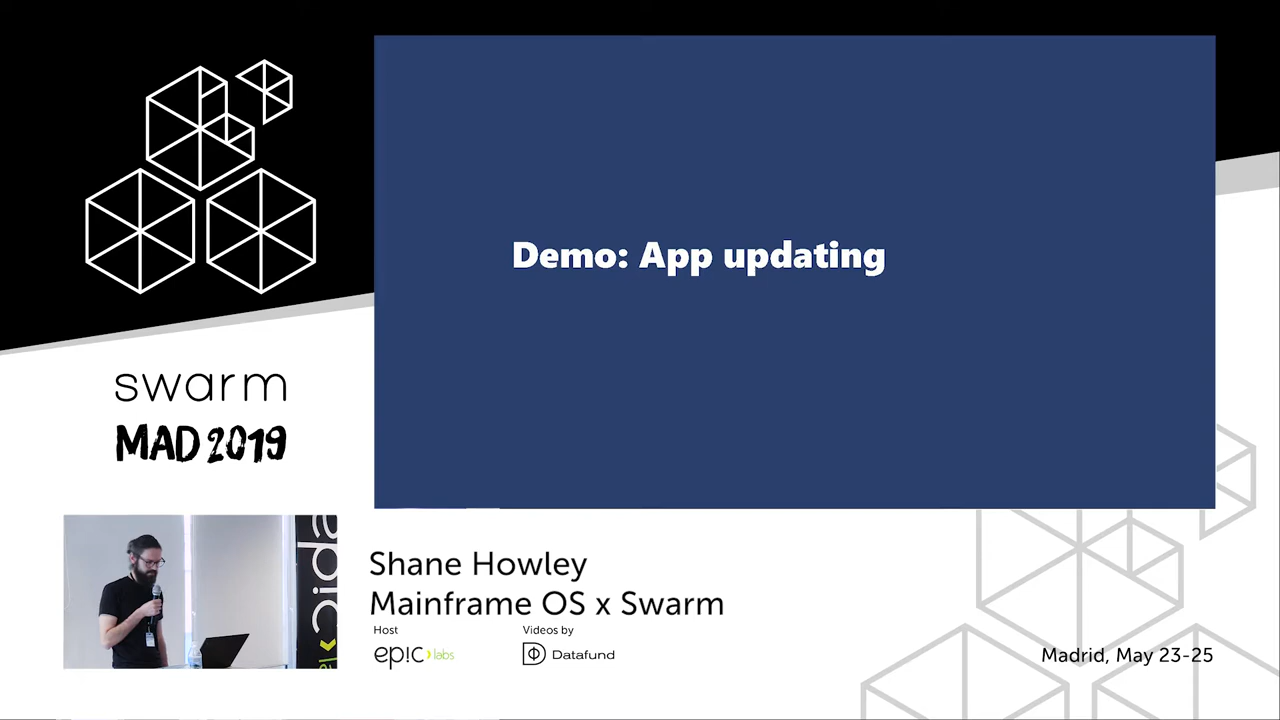 Demo: App updating
swarm
MAD 2019
Shane Howley
Mainframe OS x Swarm
Host
Videos by
ep!c labs
Datafund
Madrid, May 23-25